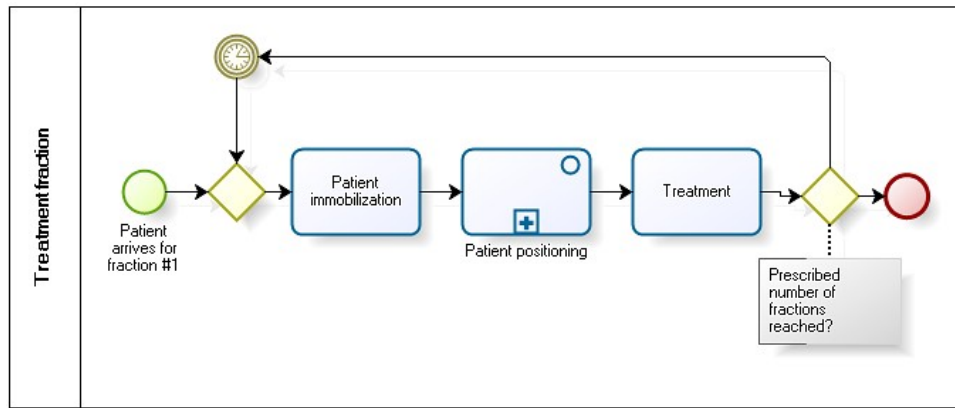 Treatment fraction
Patient
arrives for
fraction #1
Patient
immobilization
Patient positioning
Treatment
Prescribed
number of
fractions
reached?